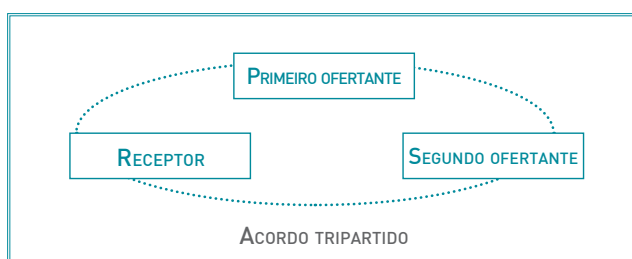 Primeiro ofertante
Receptor
Segundo ofertante
Acordo tripartido